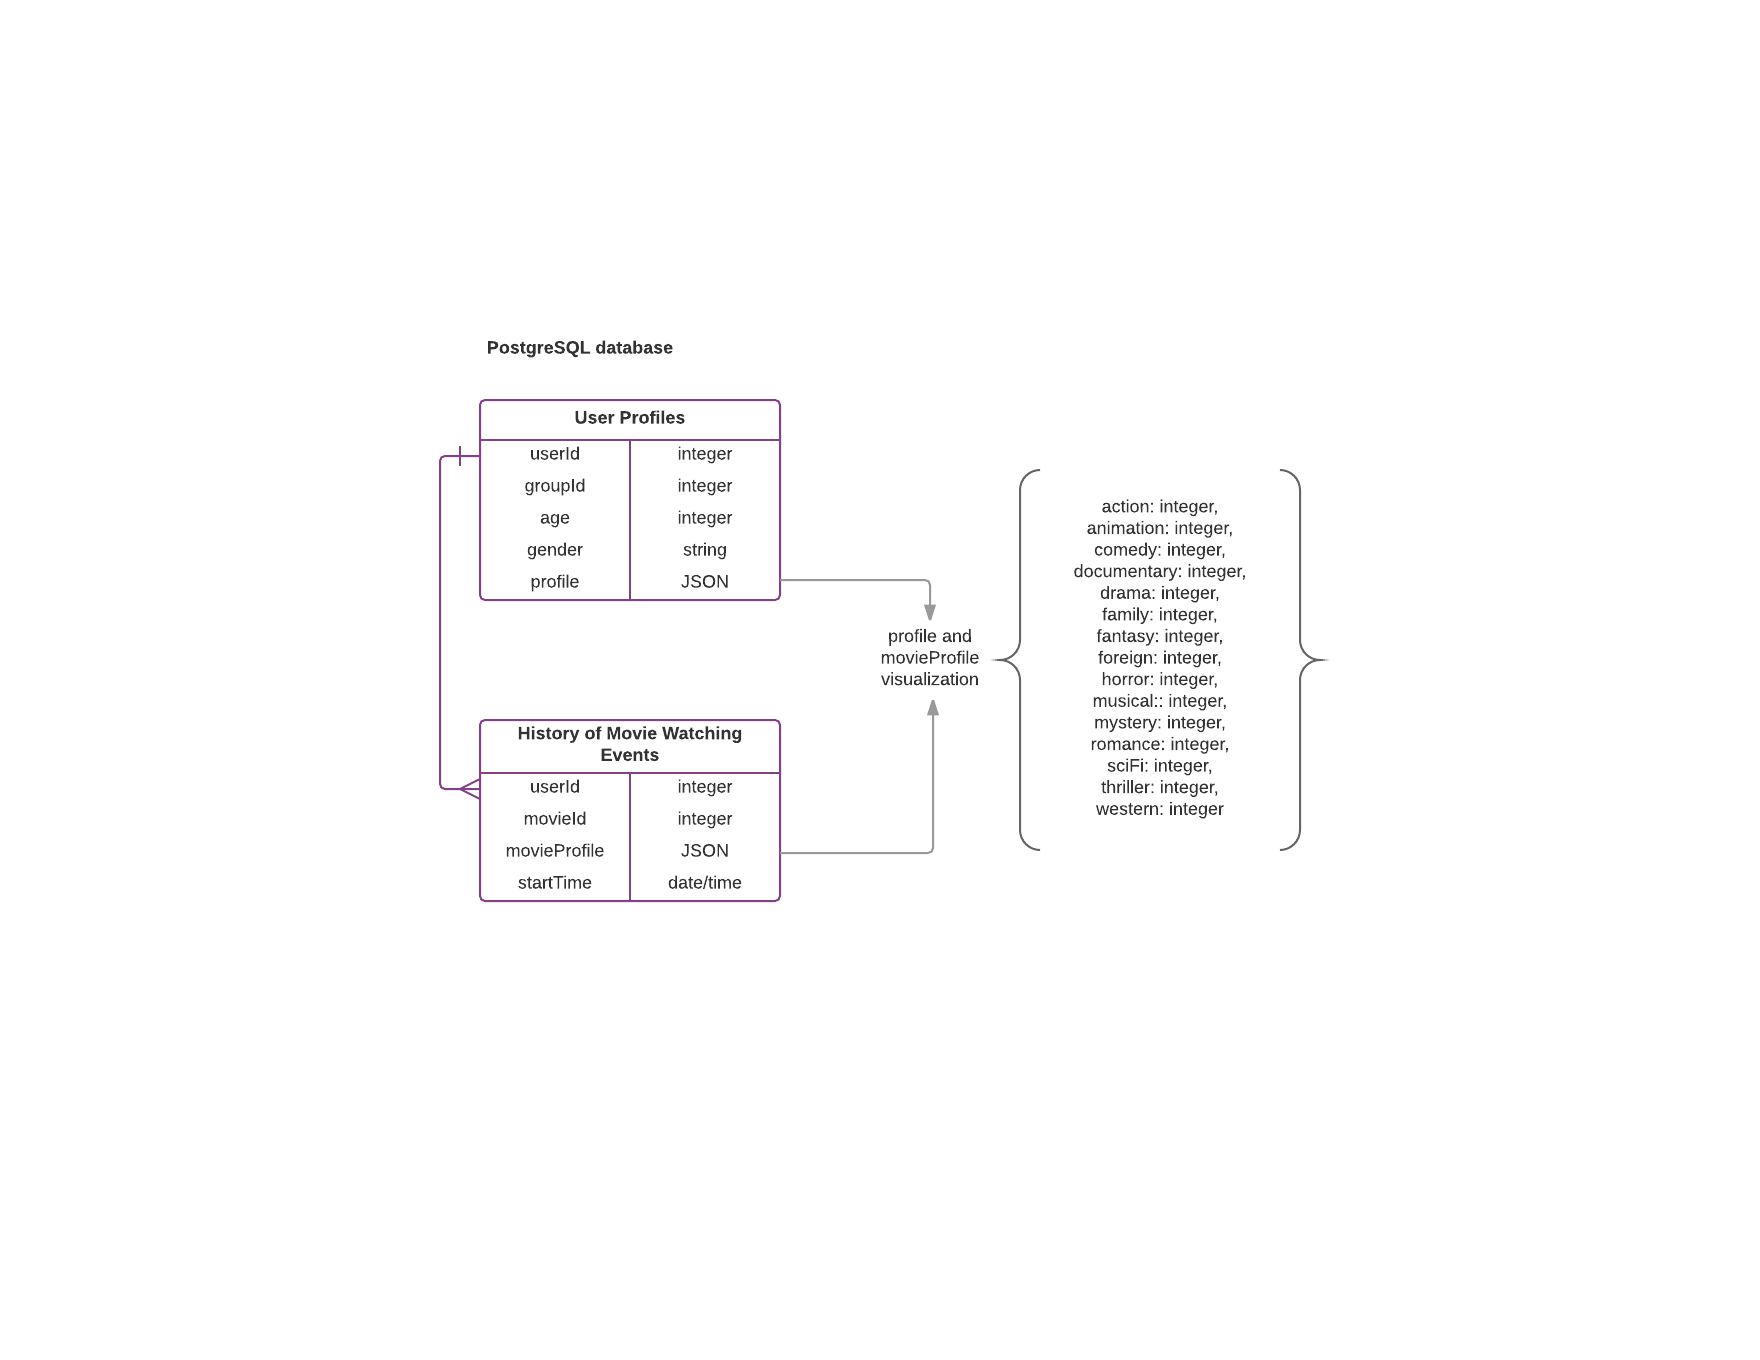 PostgreSQL database
User Profiles
userId integer
groupId integer
age integer
gender string
profile JSON
History of Movie Watching
Events
userId integer
movieId integer
movieProfile JSON
startTime date/time
profile and
movieProfile
visualization
action: integer,
animation: integer,
comedy: integer,
documentary: integer,
drama: integer,
family: integer,
fantasy: integer,
foreign: integer,
horror: integer,
musical:: integer,
mystery: integer,
romance: integer,
sciFi: integer,
thriller: integer,
western: integer